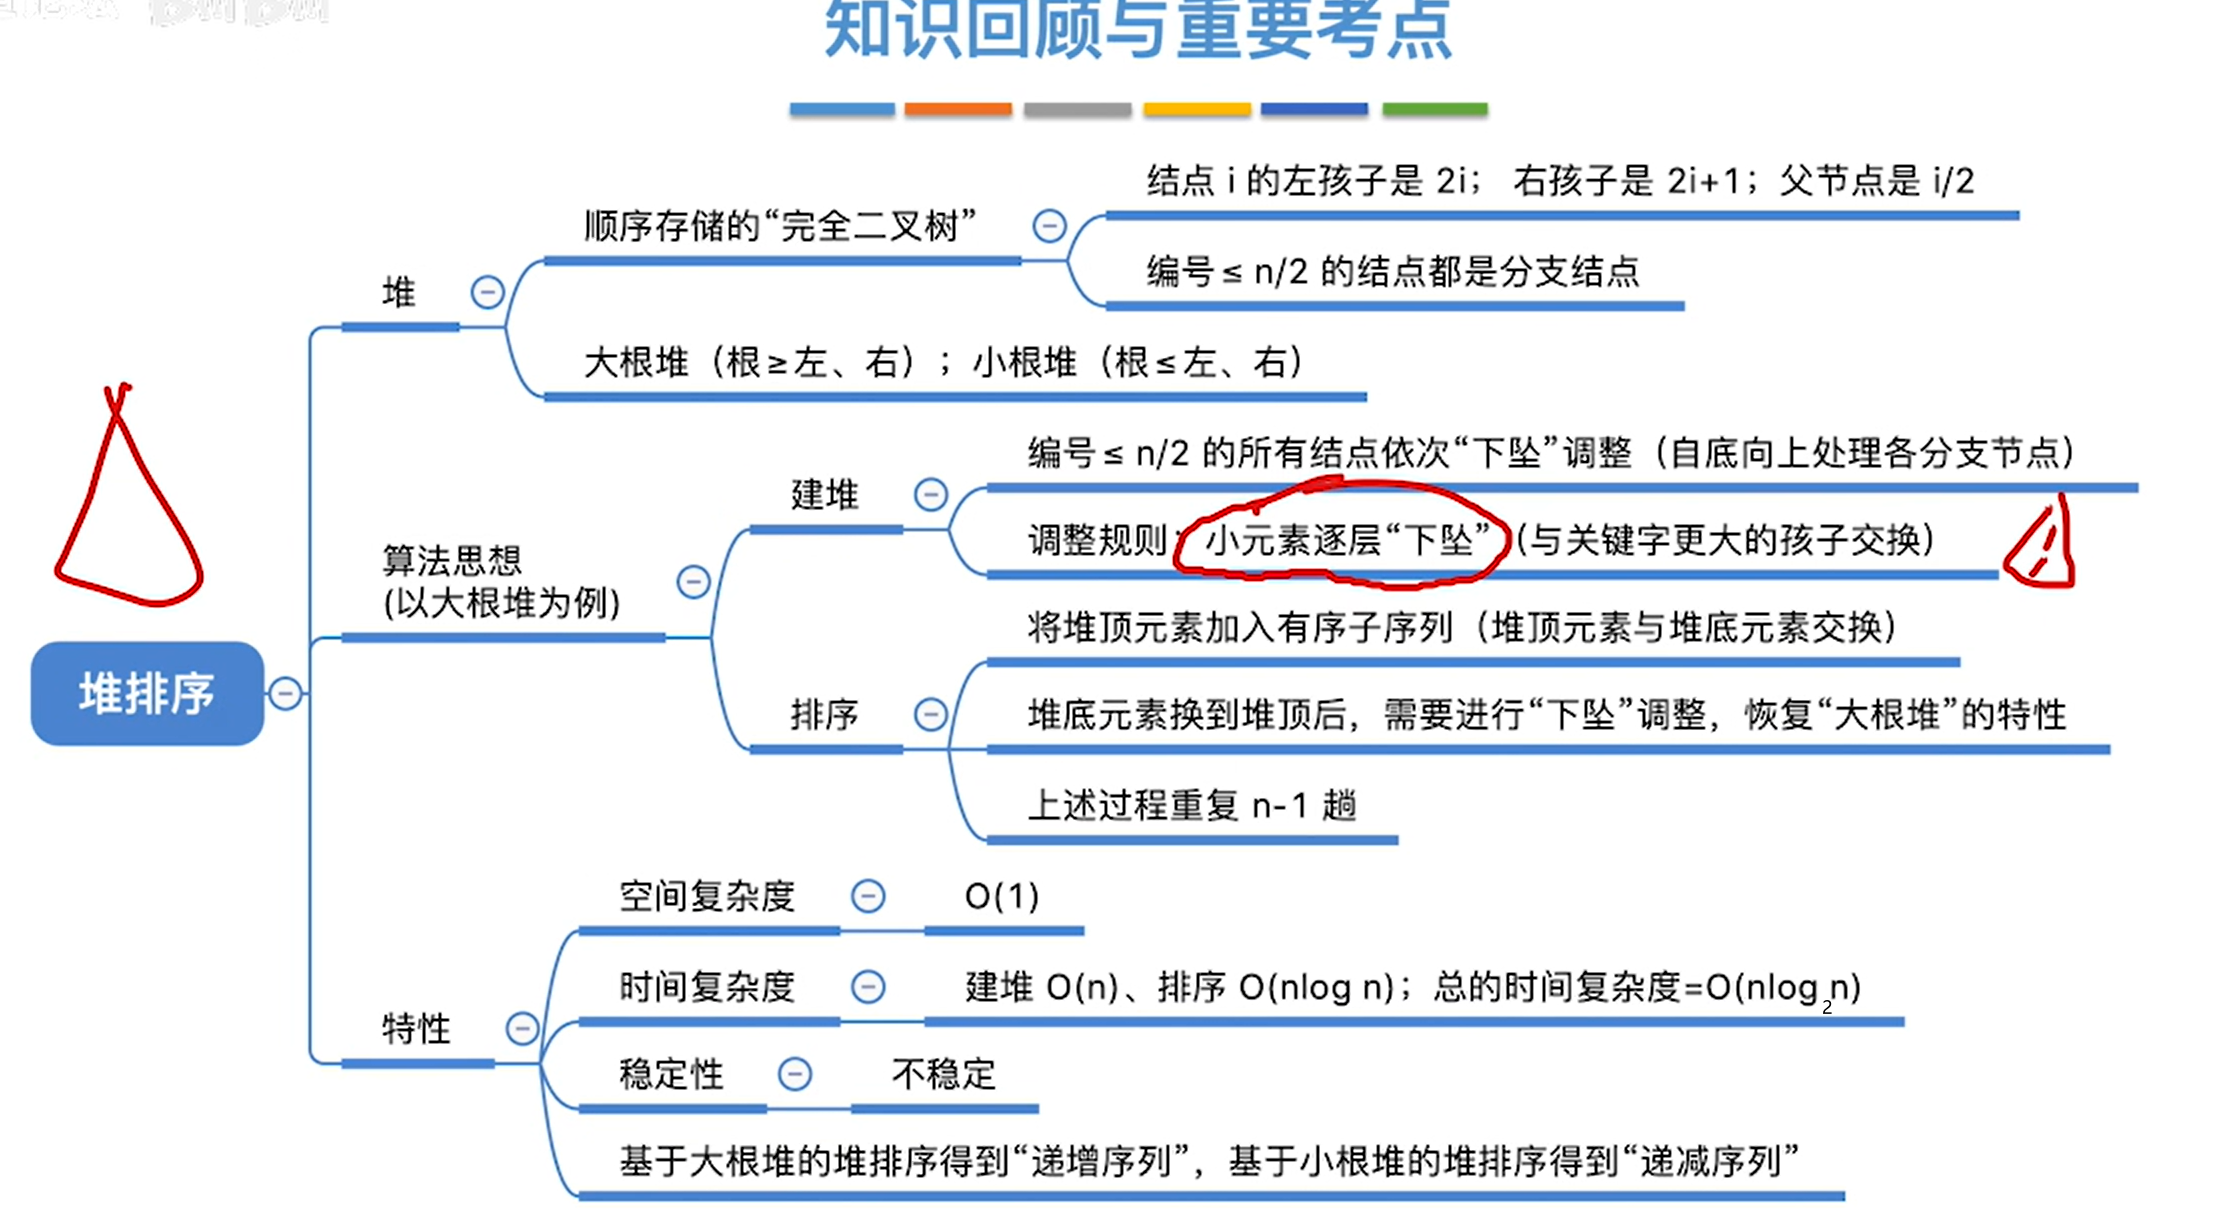 知识回顾与重要考点
堆排序
堆
顺序存储的“完全二叉树”
结点 i 的左孩子是 2i； 右孩子是 2i+1；父节点是 i/2
编号≤ n/2 的结点都是分支结点
大根堆（根≥左、右）；小根堆（根≤左、右）
算法思想
(以大根堆为例)
建堆
编号≤ n/2 的所有结点依次“下坠”调整（自底向上处理各分支节点）
调整规则：小元素逐层“下坠”（与关键字更大的孩子交换）
排序
将堆顶元素加入有序子序列（堆顶元素与堆底元素交换）
堆底元素换到堆顶后，需要进行“下坠”调整，恢复“大根堆”的特性
上述过程重复 n-1 趟
特性
空间复杂度
O(1)
时间复杂度
建堆 O(n)、排序 O(nlog n)；总的时间复杂度=O(nlog₂n)
稳定性
不稳定
基于大根堆的堆排序得到“递增序列”，基于小根堆的堆排序得到“递减序列”